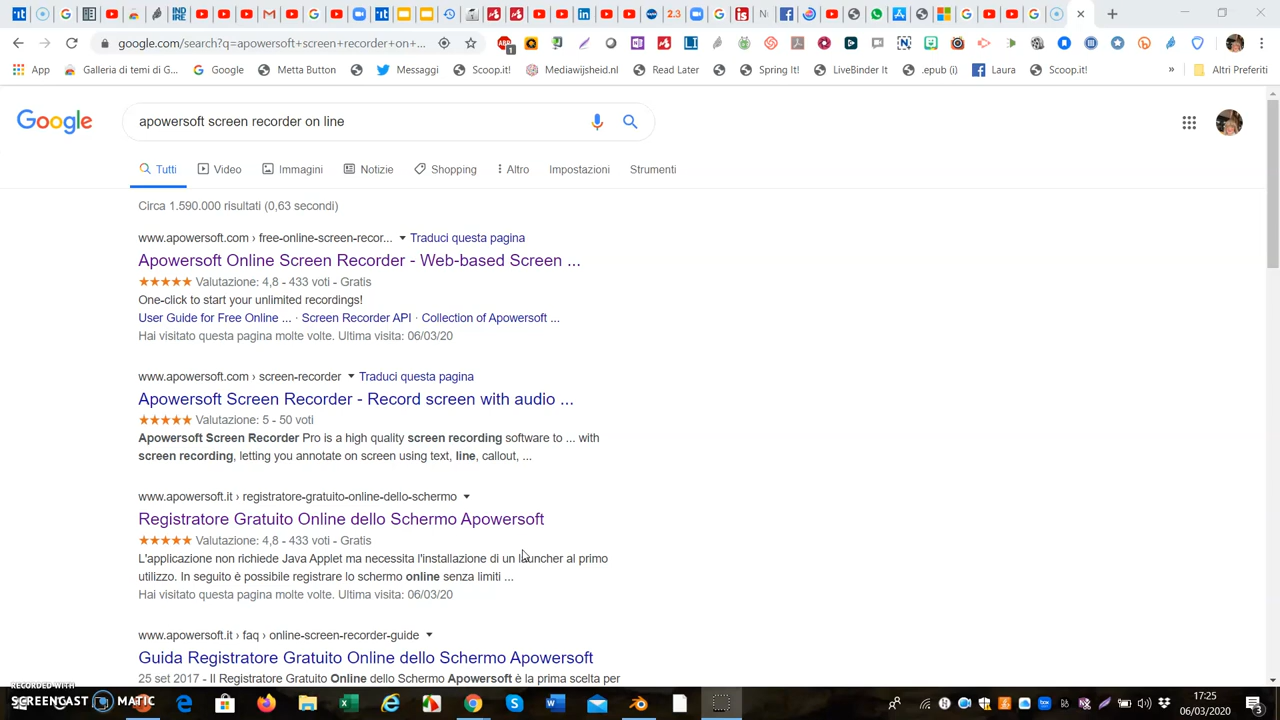 google.com/search?q=apowersoft+screen+recorder+on+...
App
Galleria di temi di G...
Google
Metta Button
Messaggi
Scoop.it!
Mediawijsheid.nl
Read Later
Spring It!
LiveBinder It
.epub (i)
Laura
Scoop.it!
»
Altri Preferiti
Google
apowersoft screen recorder on line
Tutti
Video
Immagini
Notizie
Shopping
Altro
Impostazioni
Strumenti
Circa 1.590.000 risultati (0,63 secondi)
www.apowersoft.com › free-online-screen-recor... Traduci questa pagina
Apowersoft Online Screen Recorder - Web-based Screen ...
★★★★★ Valutazione: 4,8 - 433 voti - Gratis
One-click to start your unlimited recordings!
User Guide for Free Online ... · Screen Recorder API · Collection of Apowersoft ...
Hai visitato questa pagina molte volte. Ultima visita: 06/03/20
www.apowersoft.com › screen-recorder Traduci questa pagina
Apowersoft Screen Recorder - Record screen with audio ...
★★★★★ Valutazione: 5 - 50 voti
Apowersoft Screen Recorder Pro is a high quality screen recording software to ... with
screen recording, letting you annotate on screen using text, line, callout, ...
www.apowersoft.it › registratore-gratuito-online-dello-schermo
Registratore Gratuito Online dello Schermo Apowersoft
★★★★★ Valutazione: 4,8 - 433 voti - Gratis
L'applicazione non richiede Java Applet ma necessita l'installazione di un launcher al primo
utilizzo. In seguito è possibile registrare lo schermo online senza limiti ...
Hai visitato questa pagina molte volte. Ultima visita: 06/03/20
www.apowersoft.it › faq › online-screen-recorder-guide
Guida Registratore Gratuito Online dello Schermo Apowersoft
25 set 2017 - Il Registratore Gratuito Online dello Schermo Apowersoft è la prima scelta per
RECORDED WITH
SCREENCAST MATIC
17:25
06/03/2020
3